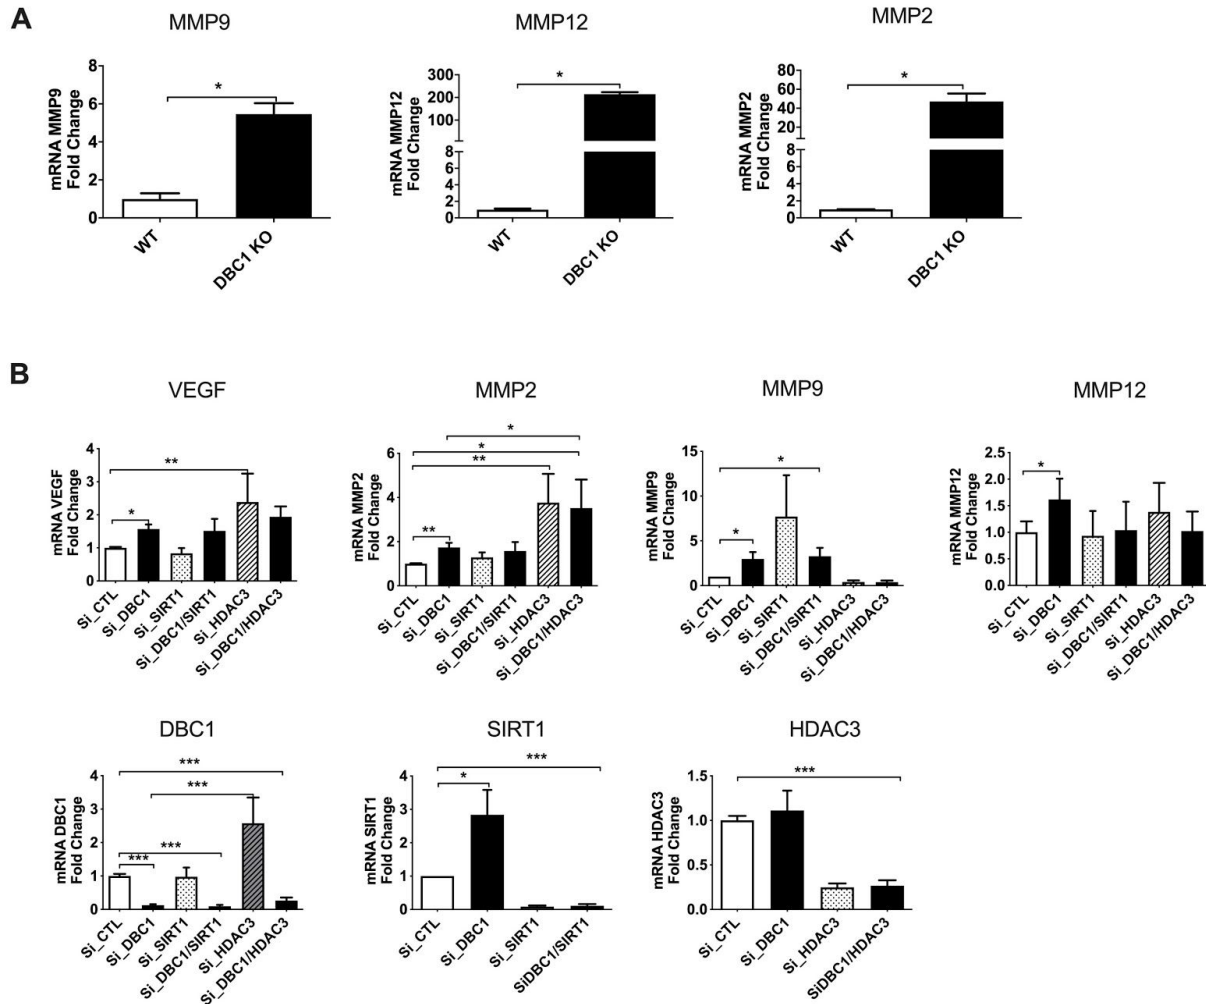 A
MMP9
mRNA MMP9
Fold Change
8
6
4
2
0
*
WT
DBC1 KO
MMP12
mRNA MMP12
Fold Change
300
200
100
8
6
4
2
0
*
WT
DBC1 KO
MMP2
mRNA MMP2
Fold Change
80
60
40
20
8
6
4
2
0
*
WT
DBC1 KO
B
VEGF
mRNA VEGF
Fold Change
4
3
2
1
0
**
*
Si_CTL
Si_DBC1
Si_SIRT1
Si_DBC1/SIRT1
Si_HDAC3
Si_DBC1/HDAC3
MMP2
mRNA MMP2
Fold Change
6
4
2
0
*
*
**
**
Si_CTL
Si_DBC1
Si_SIRT1
Si_DBC1/SIRT1
Si_HDAC3
Si_DBC1/HDAC3
MMP9
mRNA MMP9
Fold Change
15
10
5
0
*
*
Si_CTL
Si_DBC1
Si_SIRT1
Si_DBC1/SIRT1
Si_HDAC3
Si_DBC1/HDAC3
MMP12
mRNA MMP12
Fold Change
2.5
2.0
1.5
1.0
0.5
0.0
*
Si_CTL
Si_DBC1
Si_SIRT1
Si_DBC1/SIRT1
Si_HDAC3
Si_DBC1/HDAC3
DBC1
mRNA DBC1
Fold Change
4
3
2
1
0
***
***
***
***
Si_CTL
Si_DBC1
Si_SIRT1
Si_DBC1/SIRT1
Si_HDAC3
Si_DBC1/HDAC3
SIRT1
mRNA SIRT1
Fold Change
4
3
2
1
0
***
*
Si_CTL
Si_DBC1
Si_SIRT1
SiDBC1/SIRT1
HDAC3
mRNA HDAC3
Fold Change
1.5
1.0
0.5
0.0
***
Si_CTL
Si_DBC1
Si_HDAC3
SiDBC1/HDAC3